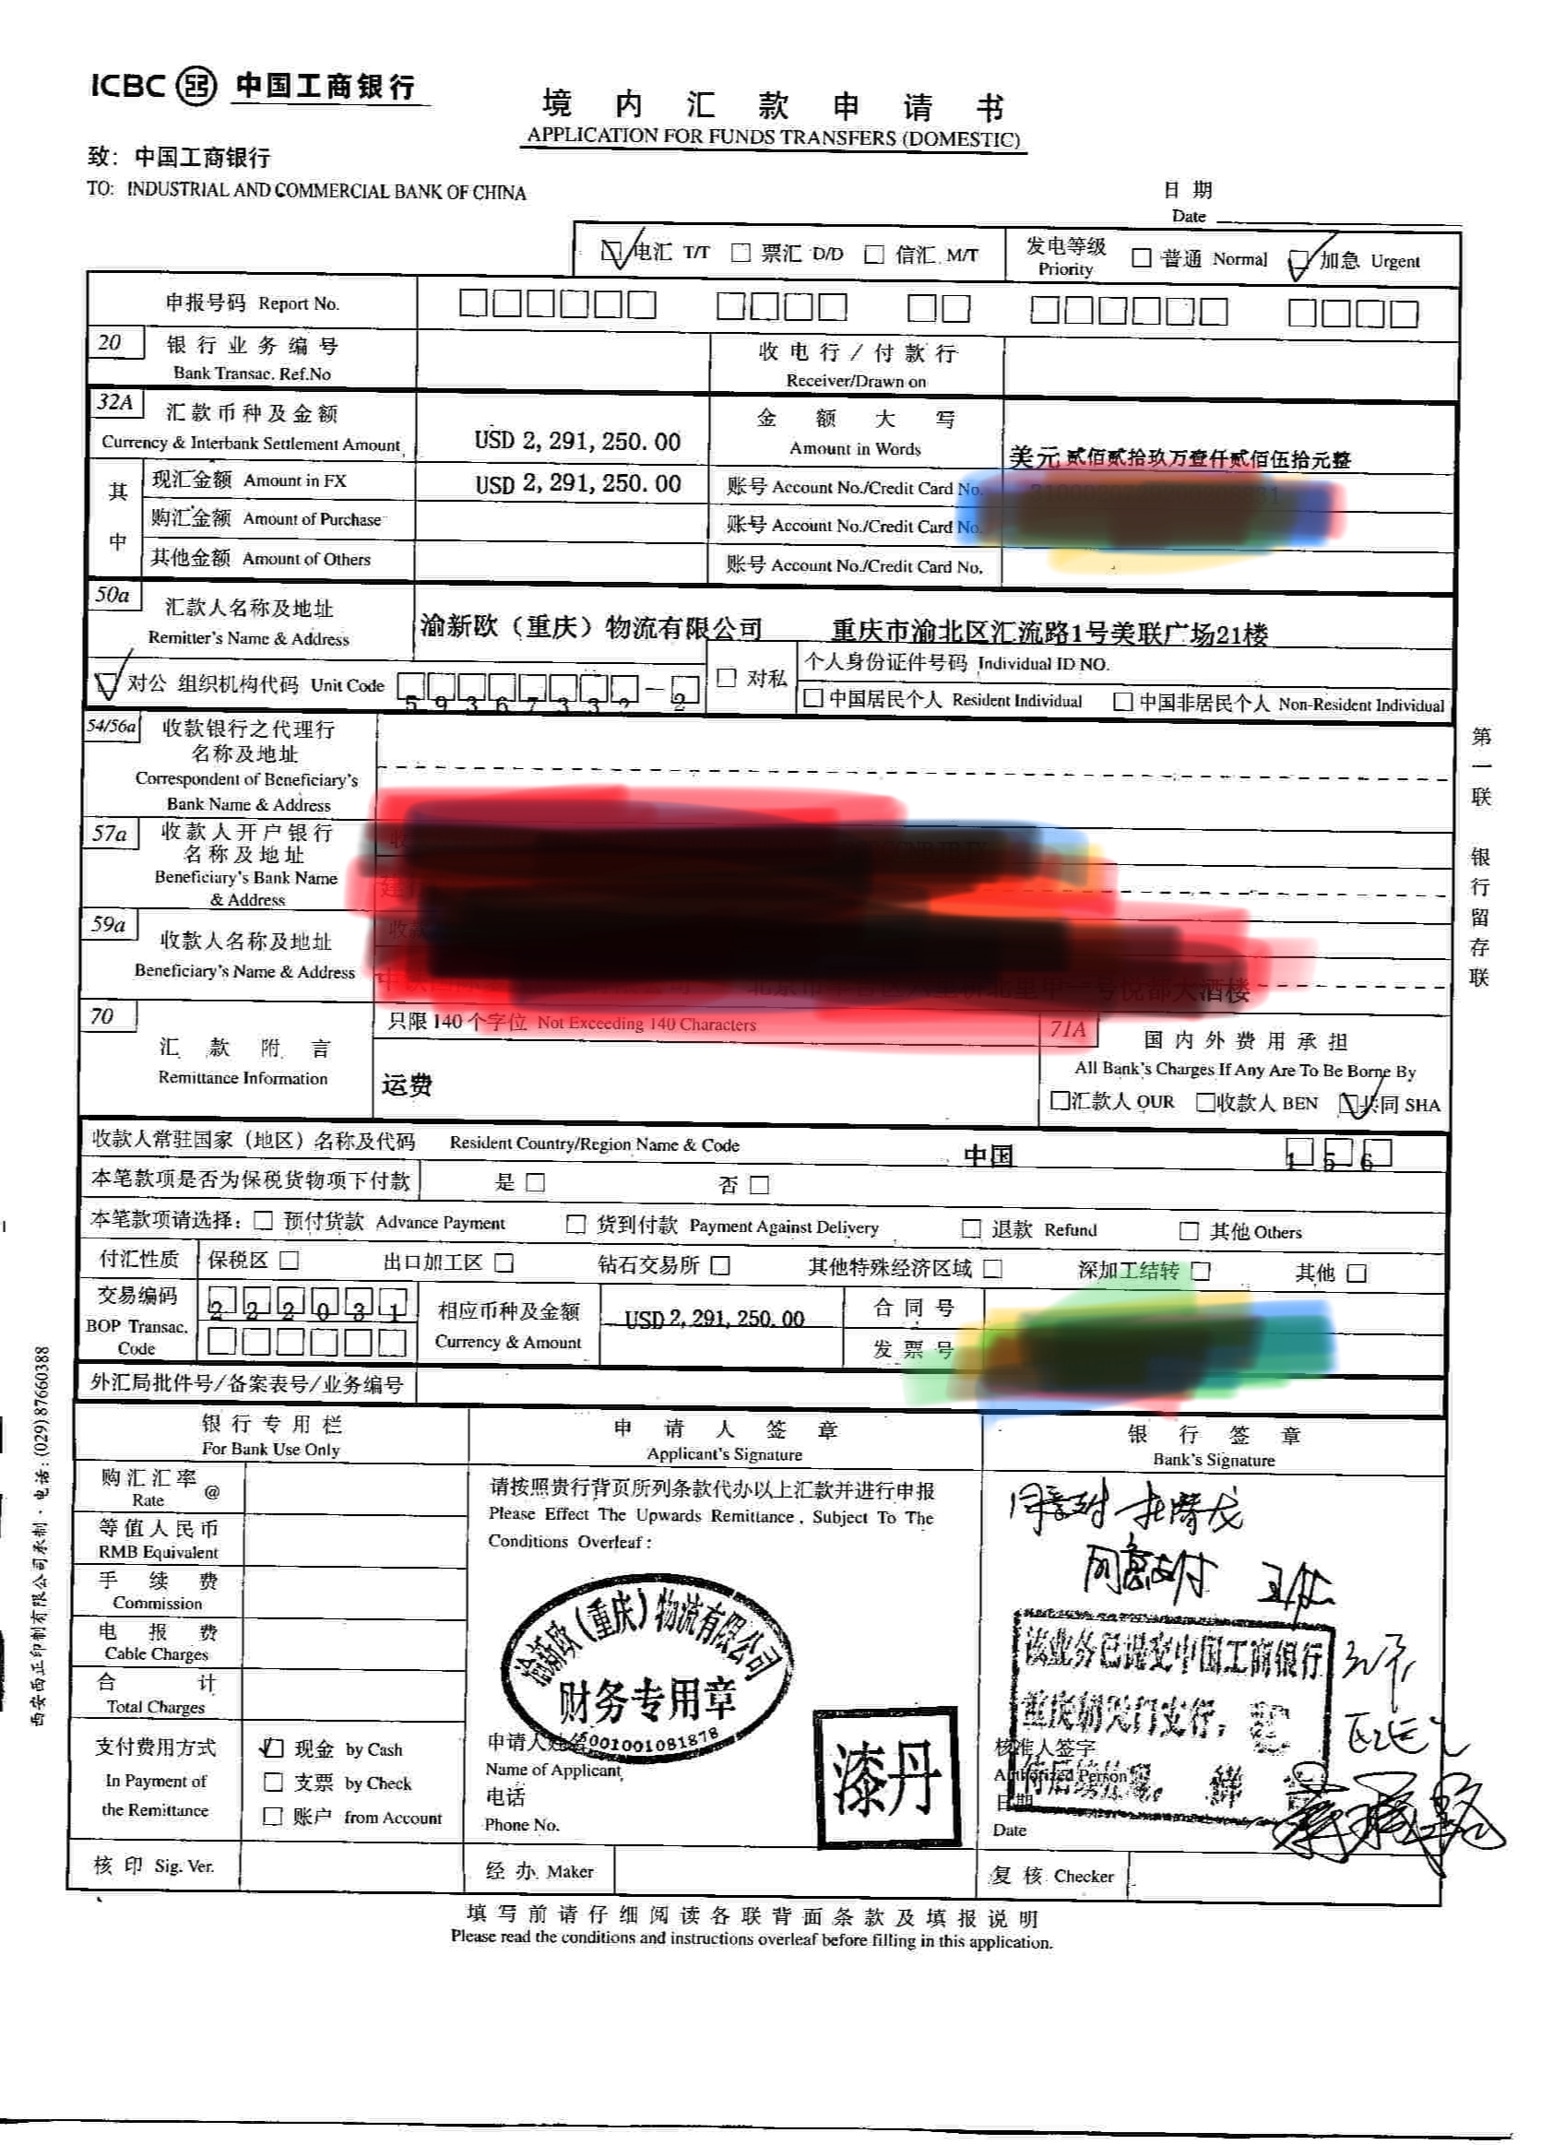 ICBC 中国工商银行
境内汇款申请书
APPLICATION FOR FUNDS TRANSFERS (DOMESTIC)
致：中国工商银行
TO: INDUSTRIAL AND COMMERCIAL BANK OF CHINA
日期
Date
电汇 T/T 票汇 D/D 信汇 M/T 发电等级 Priority 普通 Normal 加急 Urgent
申报号码 Report No.
20 银行业务编号 收电行/付款行
Bank Transac. Ref.No Receiver/Drawn on
32A 汇款币种及金额 USD 2,291,250.00 金额大写 美元 贰佰贰拾玖万壹仟贰佰伍拾元整
Currency & Interbank Settlement Amount Amount in Words
其中
现汇金额 Amount in FX USD 2,291,250.00 账号 Account No./Credit Card No.
购汇金额 Amount of Purchase 账号 Account No./Credit Card No.
其他金额 Amount of Others 账号 Account No./Credit Card No.
50a 汇款人名称及地址 渝新欧（重庆）物流有限公司 重庆市渝北区汇流路1号美联广场21楼
Remitter's Name & Address
对公 组织机构代码 Unit Code 对私 个人身份证件号码 Individual ID NO.
中国居民个人 Resident Individual 中国非居民个人 Non-Resident Individual
54/56a 收款银行之代理行
名称及地址
Correspondent of Beneficiary's
Bank Name & Address
57a 收款人开户银行
名称及地址
Beneficiary's Bank Name
& Address
59a 收款人名称及地址
Beneficiary's Name & Address
酒楼
70 汇款附言 只限 140 个字位 Not Exceeding 140 Characters
Remittance Information 运费
71A 国内外费用承担
All Bank's Charges If Any Are To Be Borne By
汇款人 OUR 收款人 BEN 共同 SHA
收款人常驻国家（地区）名称及代码 Resident Country/Region Name & Code 中国 1 5 6
本笔款项是否为保税货物项下付款 是 否
本笔款项请选择： 预付货款 Advance Payment 货到付款 Payment Against Delivery 退款 Refund 其他 Others
付汇性质 保税区 出口加工区 钻石交易所 其他特殊经济区域 深加工结转 其他
交易编码 2 2 2 0 3 1 相应币种及金额 USD 2,291,250.00 合同号
BOP Transac. Code Currency & Amount 发票号
外汇局批件号/备案表号/业务编号
银行专用栏 申请人签章 银行签章
For Bank Use Only Applicant's Signature Bank's Signature
购汇汇率 @
Rate
等值人民币
RMB Equivalent
手续费
Commission
电报费
Cable Charges
合计
Total Charges
支付费用方式
In Payment of
the Remittance
现金 by Cash
支票 by Check
账户 from Account
核印 Sig. Ver.
请按照贵行背页所列条款代办以上汇款并进行申报
Please Effect The Upwards Remittance, Subject To The
Conditions Overleaf:
渝新欧（重庆）物流有限公司
财务专用章
5001001081878
申请人姓名
Name of Applicant
电话
Phone No.
漆丹
经办 Maker
同意支付
该业务已提交中国工商银行
重庆朝天门支行，
核准人签字
Authorized Person
日期
Date
复核 Checker
填写前请仔细阅读各联背面条款及填报说明
Please read the conditions and instructions overleaf before filling in this application.
第一联 银行留存联
西安西正印制有限公司承制·电话:(029)87660388